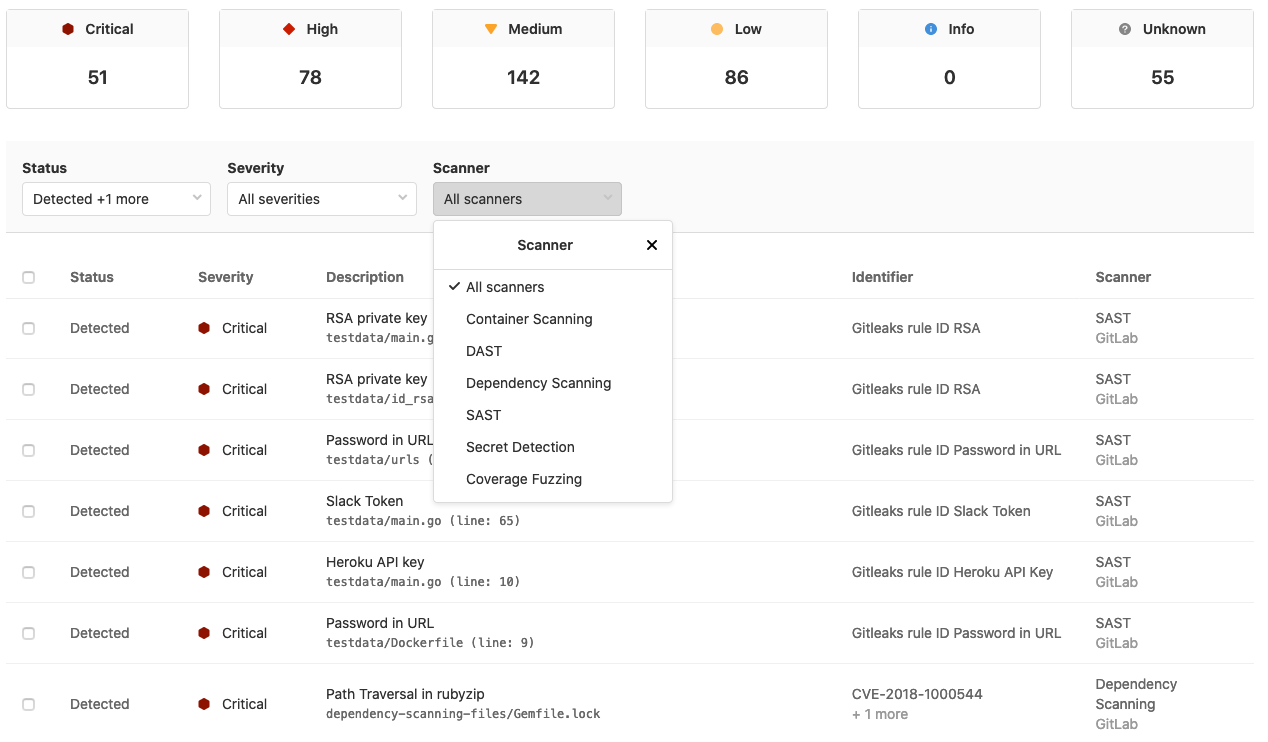 Critical
High
Medium
Low
Info
Unknown
51
78
142
86
0
55
Status
Severity
Scanner
Detected +1 more
All severities
All scanners
Scanner
All scanners
Container Scanning
DAST
Dependency Scanning
SAST
Secret Detection
Coverage Fuzzing
Status
Severity
Description
Identifier
Scanner
Detected
Critical
RSA private key
testdata/main.g
Gitleaks rule ID RSA
SAST
GitLab
Detected
Critical
RSA private key
testdata/id_rsa
Gitleaks rule ID RSA
SAST
GitLab
Detected
Critical
Password in URL
testdata/urls (
Gitleaks rule ID Password in URL
SAST
GitLab
Detected
Critical
Slack Token
testdata/main.go (line: 65)
Gitleaks rule ID Slack Token
SAST
GitLab
Detected
Critical
Heroku API key
testdata/main.go (line: 10)
Gitleaks rule ID Heroku API Key
SAST
GitLab
Detected
Critical
Password in URL
testdata/Dockerfile (line: 9)
Gitleaks rule ID Password in URL
SAST
GitLab
Detected
Critical
Path Traversal in rubyzip
dependency-scanning-files/Gemfile.lock
CVE-2018-1000544
+ 1 more
Dependency
Scanning
GitLab